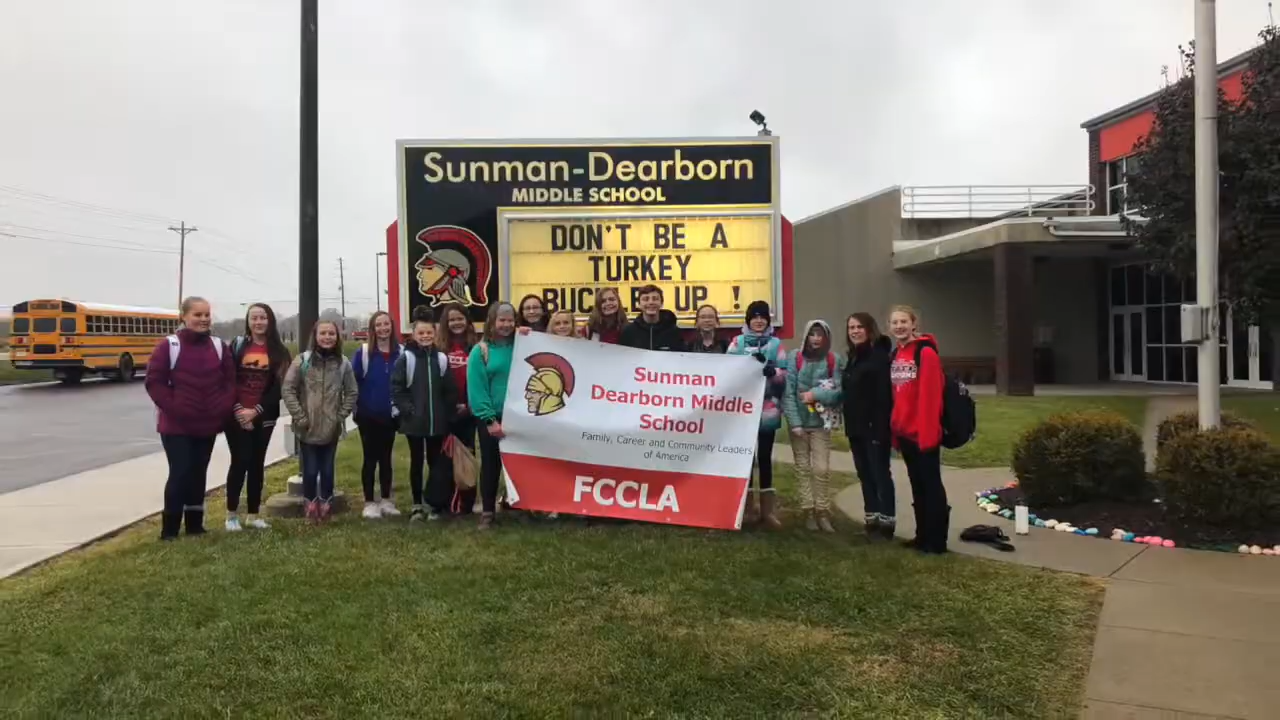 Sunman-Dearborn
MIDDLE SCHOOL
DON'T BE A
TURKEY
BUCKLE UP !
Sunman
Dearborn Middle
School
Family, Career and Community Leaders
of America
FCCLA